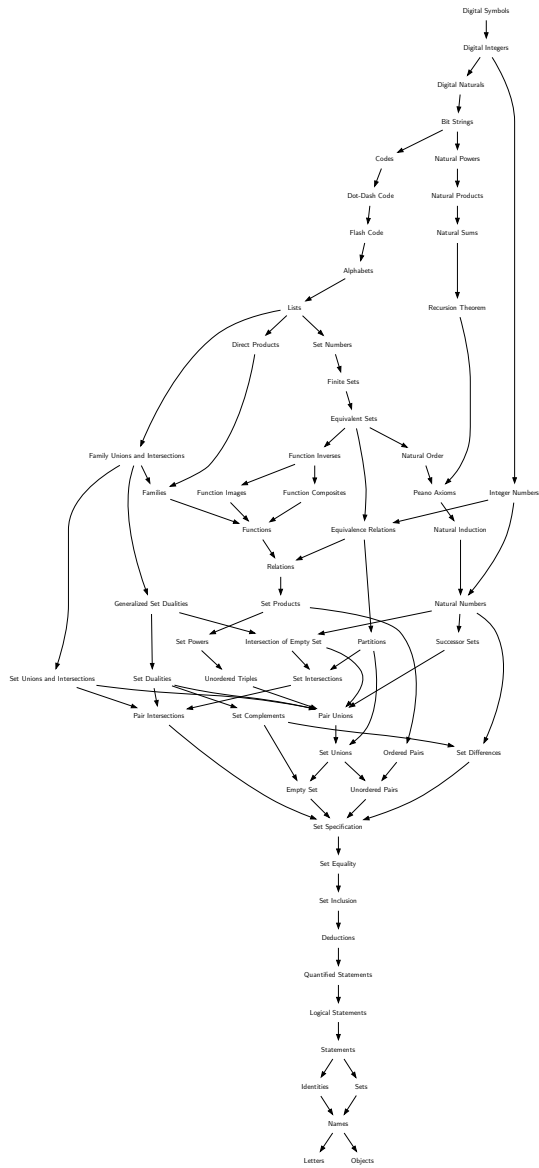 Digital Symbols
Digital Integers
Digital Naturals
Bit Strings
Codes
Natural Powers
Dot-Dash Code
Natural Products
Flash Code
Natural Sums
Alphabets
Lists
Recursion Theorem
Direct Products
Set Numbers
Finite Sets
Equivalent Sets
Family Unions and Intersections
Function Inverses
Natural Order
Families
Function Images
Function Composites
Peano Axioms
Integer Numbers
Functions
Equivalence Relations
Natural Induction
Relations
Generalized Set Dualities
Set Products
Natural Numbers
Set Powers
Intersection of Empty Set
Partitions
Successor Sets
Set Unions and Intersections
Set Dualities
Unordered Triples
Set Intersections
Pair Intersections
Set Complements
Pair Unions
Set Unions
Ordered Pairs
Set Differences
Empty Set
Unordered Pairs
Set Specification
Set Equality
Set Inclusion
Deductions
Quantified Statements
Logical Statements
Statements
Identities
Sets
Names
Letters
Objects